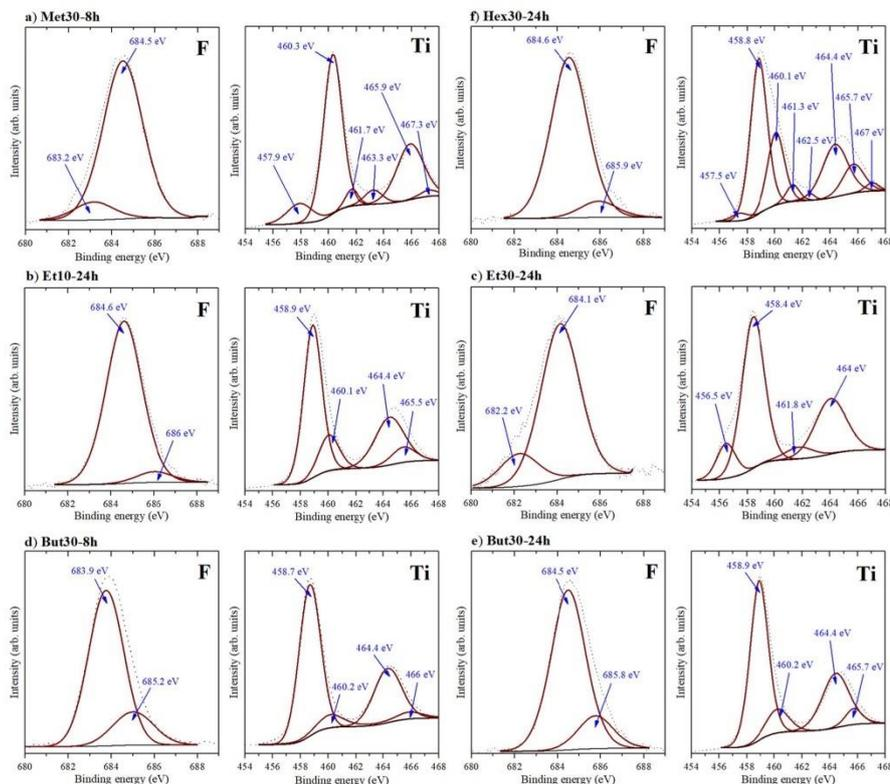 a) Met30-8h
F
684.5 eV
683.2 eV
Intensity (arb. units)
680 682 684 686 688
Binding energy (eV)
Ti
460.3 eV
465.9 eV
467.3 eV
461.7 eV
463.3 eV
457.9 eV
Intensity (arb. units)
454 456 458 460 462 464 466 468
Binding energy (eV)
f) Hex30-24h
F
684.6 eV
685.9 eV
Intensity (arb. units)
680 682 684 686 688
Binding energy (eV)
Ti
458.8 eV
464.4 eV
460.1 eV
465.7 eV
461.3 eV
467 eV
462.5 eV
457.5 eV
Intensity (arb. units)
454 456 458 460 462 464 466 468
Binding energy (eV)
b) Et10-24h
F
684.6 eV
686 eV
Intensity (arb. units)
680 682 684 686 688
Binding energy (eV)
Ti
458.9 eV
464.4 eV
460.1 eV
465.5 eV
Intensity (arb. units)
454 456 458 460 462 464 466 468
Binding energy (eV)
c) Et30-24h
F
684.1 eV
682.2 eV
Intensity (arb. units)
680 682 684 686 688
Binding energy (eV)
Ti
458.4 eV
456.5 eV
461.8 eV
464 eV
Intensity (arb. units)
454 456 458 460 462 464 466 468
Binding energy (eV)
d) But30-8h
F
683.9 eV
685.2 eV
Intensity (arb. units)
680 682 684 686 688
Binding energy (eV)
Ti
458.7 eV
464.4 eV
460.2 eV
466 eV
Intensity (arb. units)
454 456 458 460 462 464 466 468
Binding energy (eV)
e) But30-24h
F
684.5 eV
685.8 eV
Intensity (arb. units)
680 682 684 686 688
Binding energy (eV)
Ti
458.9 eV
464.4 eV
460.2 eV
465.7 eV
Intensity (arb. units)
454 456 458 460 462 464 466 468
Binding energy (eV)